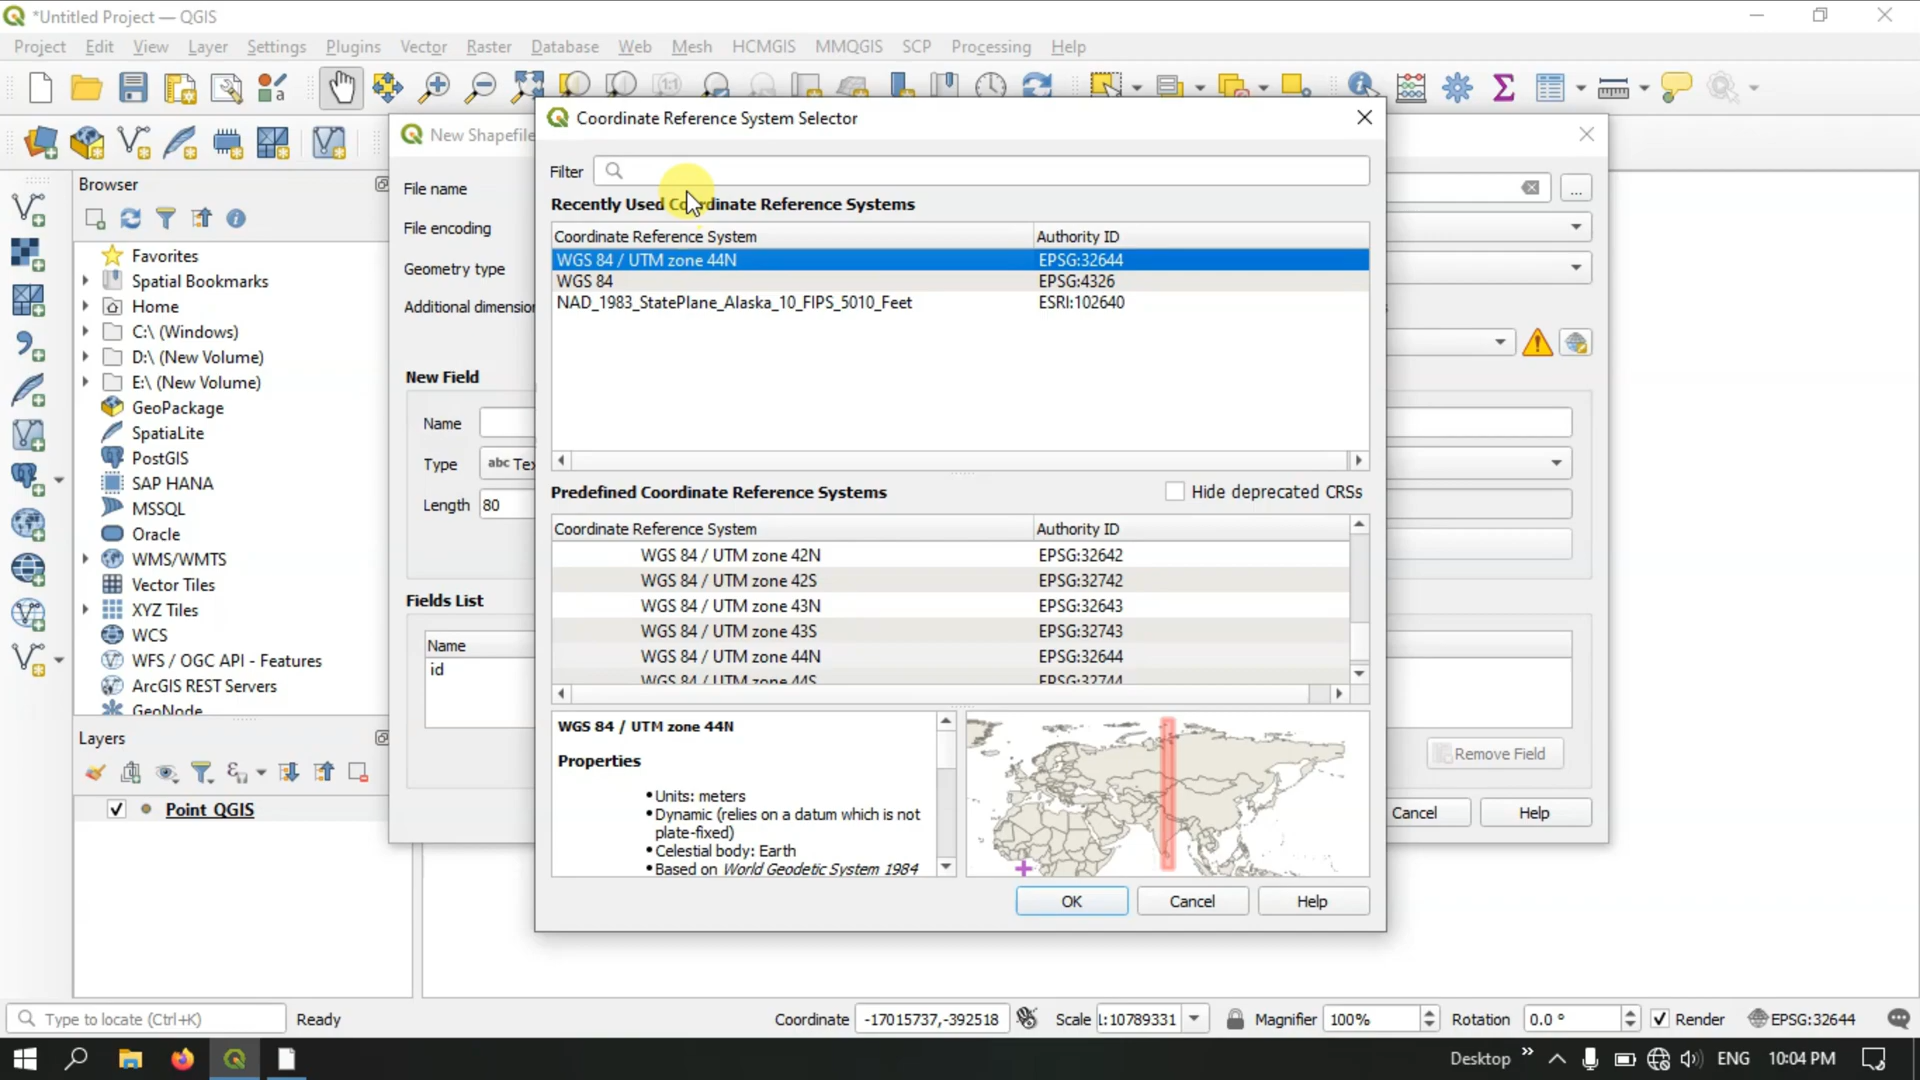 *Untitled Project — QGIS
Project Edit View Layer Settings Plugins Vector Raster Database Web Mesh HCMGIS MMQGIS SCP Processing Help
Coordinate Reference System Selector
New Shapefile
Browser
Filter
File name
Recently Used Coordinate Reference Systems
File encoding
Coordinate Reference System Authority ID
Favorites
WGS 84 / UTM zone 44N EPSG:32644
Geometry type
Spatial Bookmarks
WGS 84 EPSG:4326
Home
Additional dimension
NAD_1983_StatePlane_Alaska_10_FIPS_5010_Feet ESRI:102640
C:\ (Windows)
D:\ (New Volume)
New Field
E:\ (New Volume)
GeoPackage
Name
SpatiaLite
PostGIS
Type abc Tex
SAP HANA
Predefined Coordinate Reference Systems Hide deprecated CRSs
MSSQL
Length 80
Coordinate Reference System Authority ID
Oracle
WGS 84 / UTM zone 42N EPSG:32642
WMS/WMTS
WGS 84 / UTM zone 42S EPSG:32742
Vector Tiles
Fields List
WGS 84 / UTM zone 43N EPSG:32643
XYZ Tiles
WGS 84 / UTM zone 43S EPSG:32743
WCS
Name
WGS 84 / UTM zone 44N EPSG:32644
WFS / OGC API - Features
id
WGS 84 / UTM zone 44S EPSG:32744
ArcGIS REST Servers
GeoNode
WGS 84 / UTM zone 44N
Layers
Properties
Remove Field
Units: meters
Point QGIS
Dynamic (relies on a datum which is not
plate-fixed)
Cancel Help
Celestial body: Earth
Based on World Geodetic System 1984
OK Cancel Help
Type to locate (Ctrl+K) Ready Coordinate -17015737,-392518 Scale 1:10789331 Magnifier 100% Rotation 0.0 ° Render EPSG:32644
Desktop ENG 10:04 PM